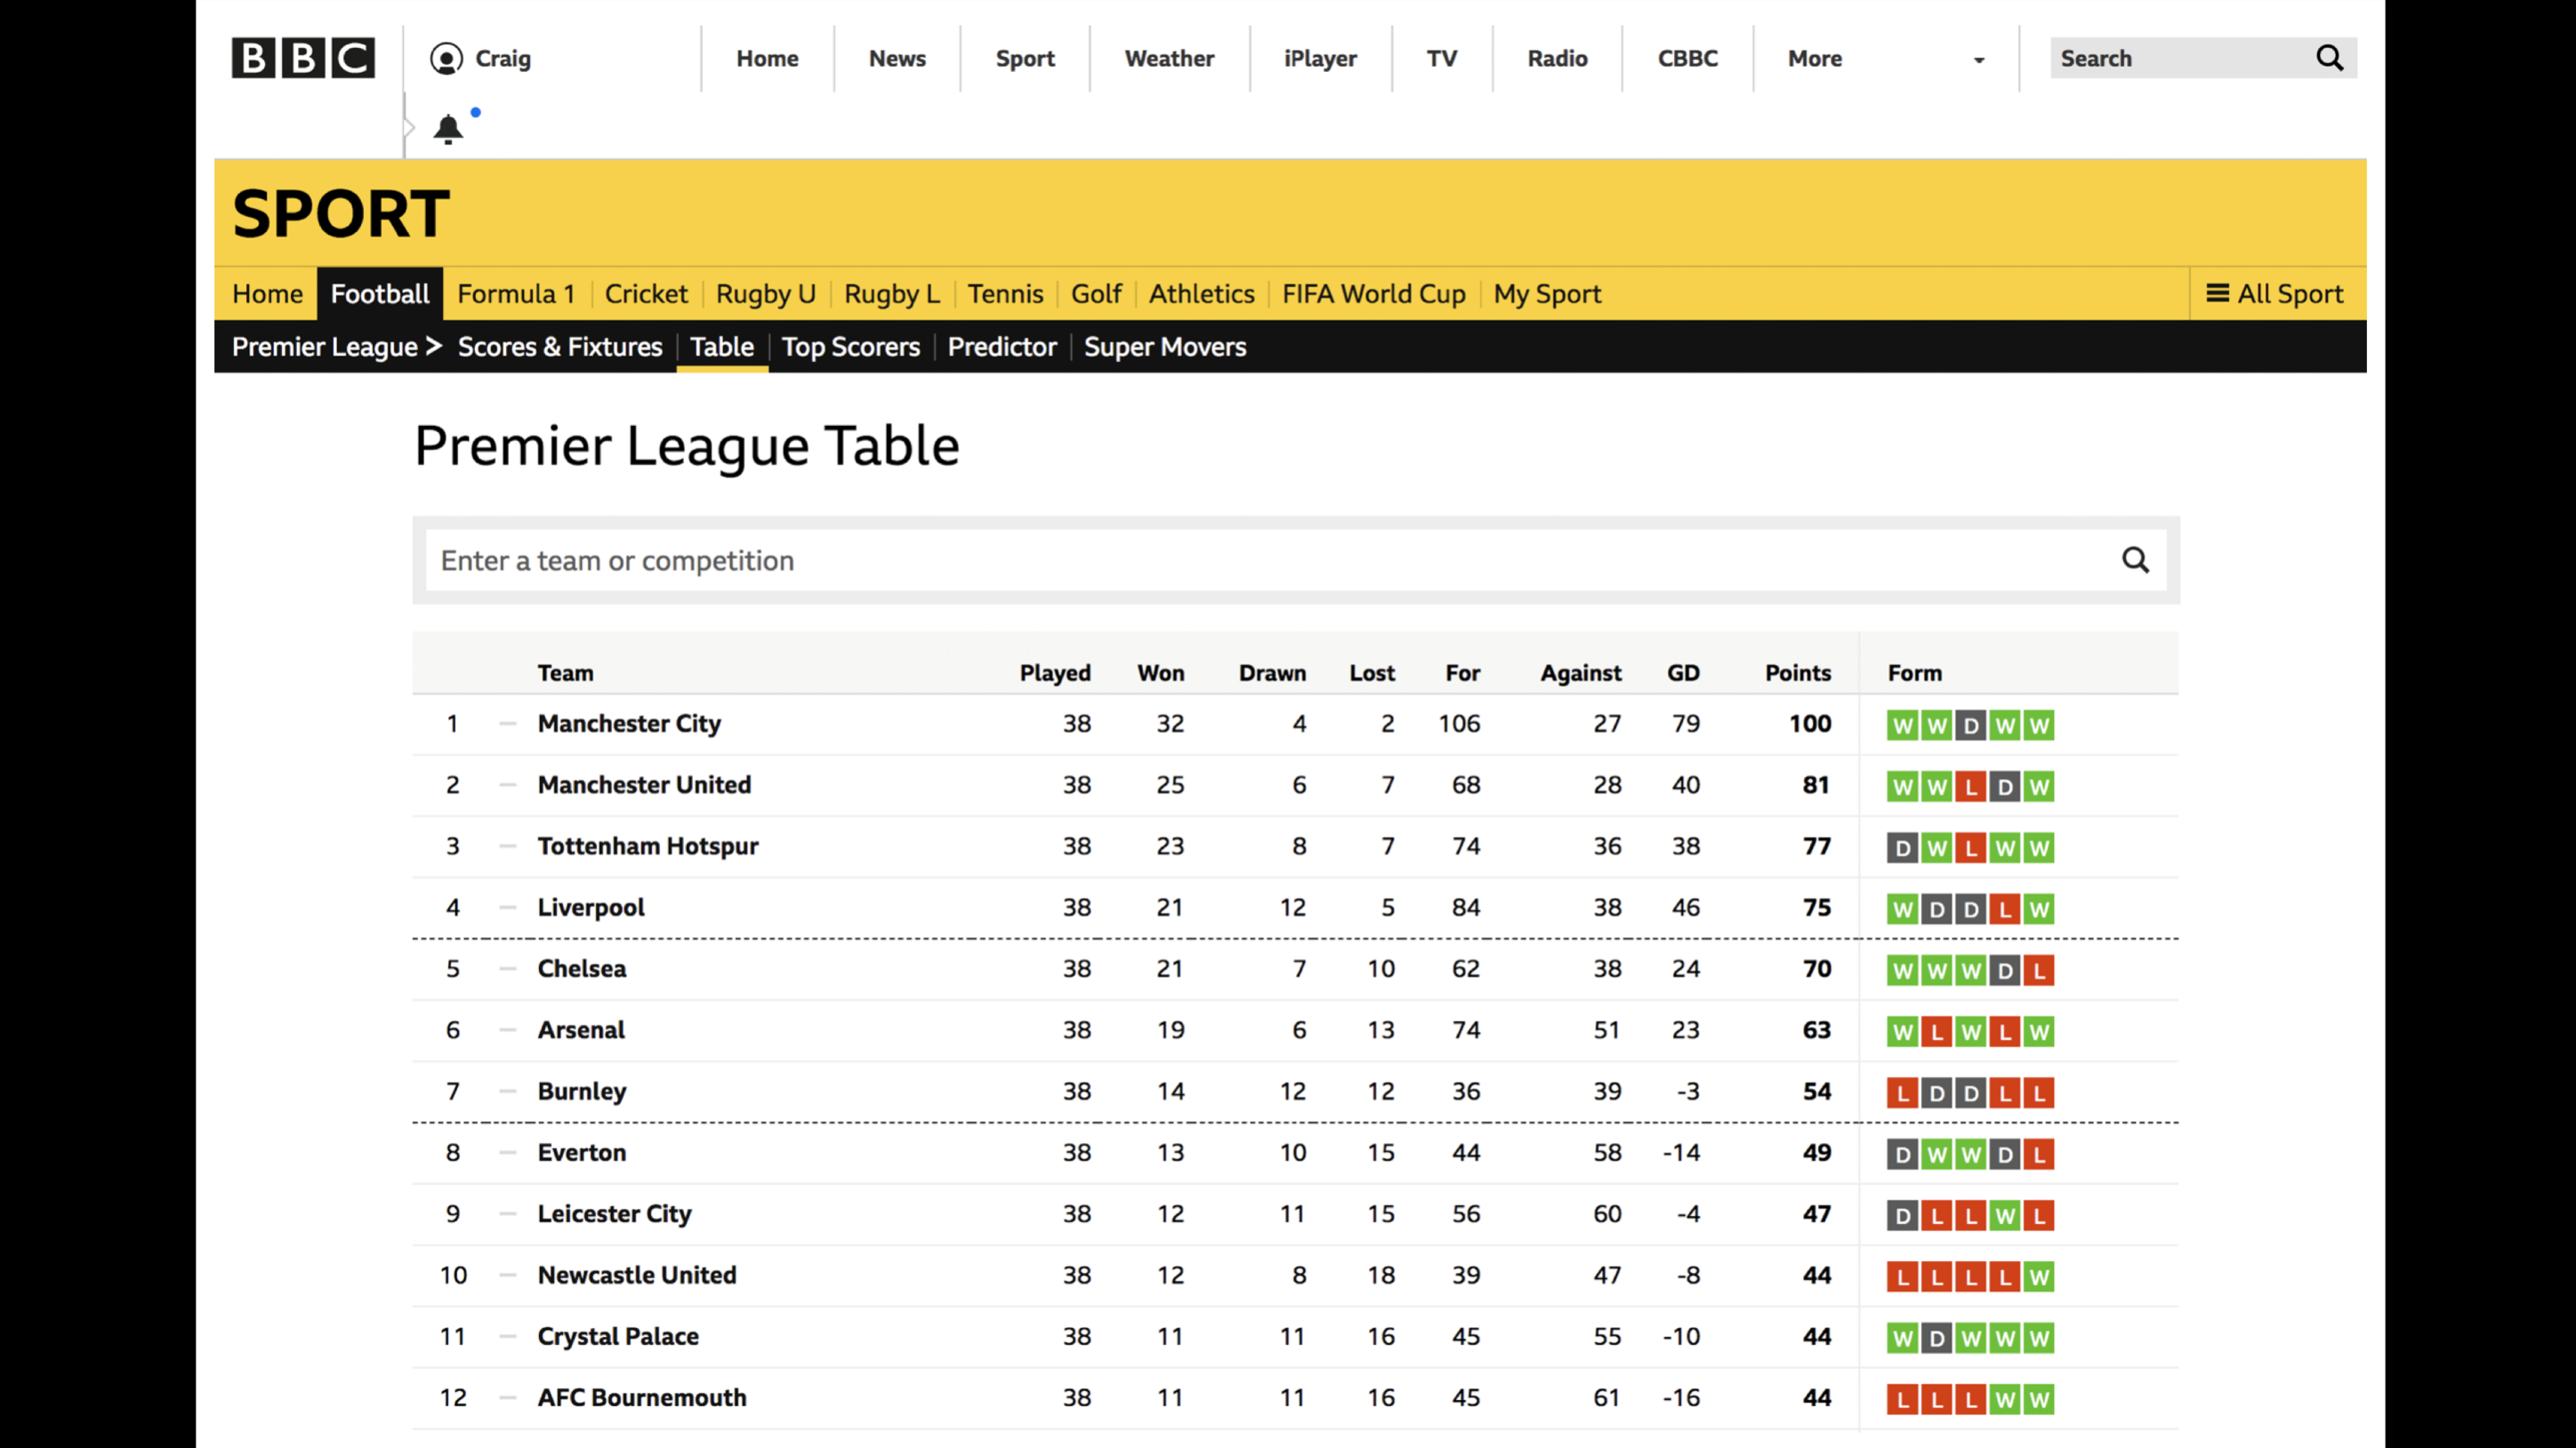 BBC Craig Home News Sport Weather iPlayer TV Radio CBBC More Search
SPORT
Home Football Formula 1 Cricket Rugby U Rugby L Tennis Golf Athletics FIFA World Cup My Sport All Sport
Premier League > Scores & Fixtures Table Top Scorers Predictor Super Movers
Premier League Table
Enter a team or competition
Team Played Won Drawn Lost For Against GD Points Form
1 – Manchester City 38 32 4 2 106 27 79 100 W W D W W
2 – Manchester United 38 25 6 7 68 28 40 81 W W L D W
3 – Tottenham Hotspur 38 23 8 7 74 36 38 77 D W L W W
4 – Liverpool 38 21 12 5 84 38 46 75 W D D L W
5 – Chelsea 38 21 7 10 62 38 24 70 W W W D L
6 – Arsenal 38 19 6 13 74 51 23 63 W L W L W
7 – Burnley 38 14 12 12 36 39 -3 54 L D D L L
8 – Everton 38 13 10 15 44 58 -14 49 D W W D L
9 – Leicester City 38 12 11 15 56 60 -4 47 D L L W L
10 – Newcastle United 38 12 8 18 39 47 -8 44 L L L L W
11 – Crystal Palace 38 11 11 16 45 55 -10 44 W D W W W
12 – AFC Bournemouth 38 11 11 16 45 61 -16 44 L L L W W